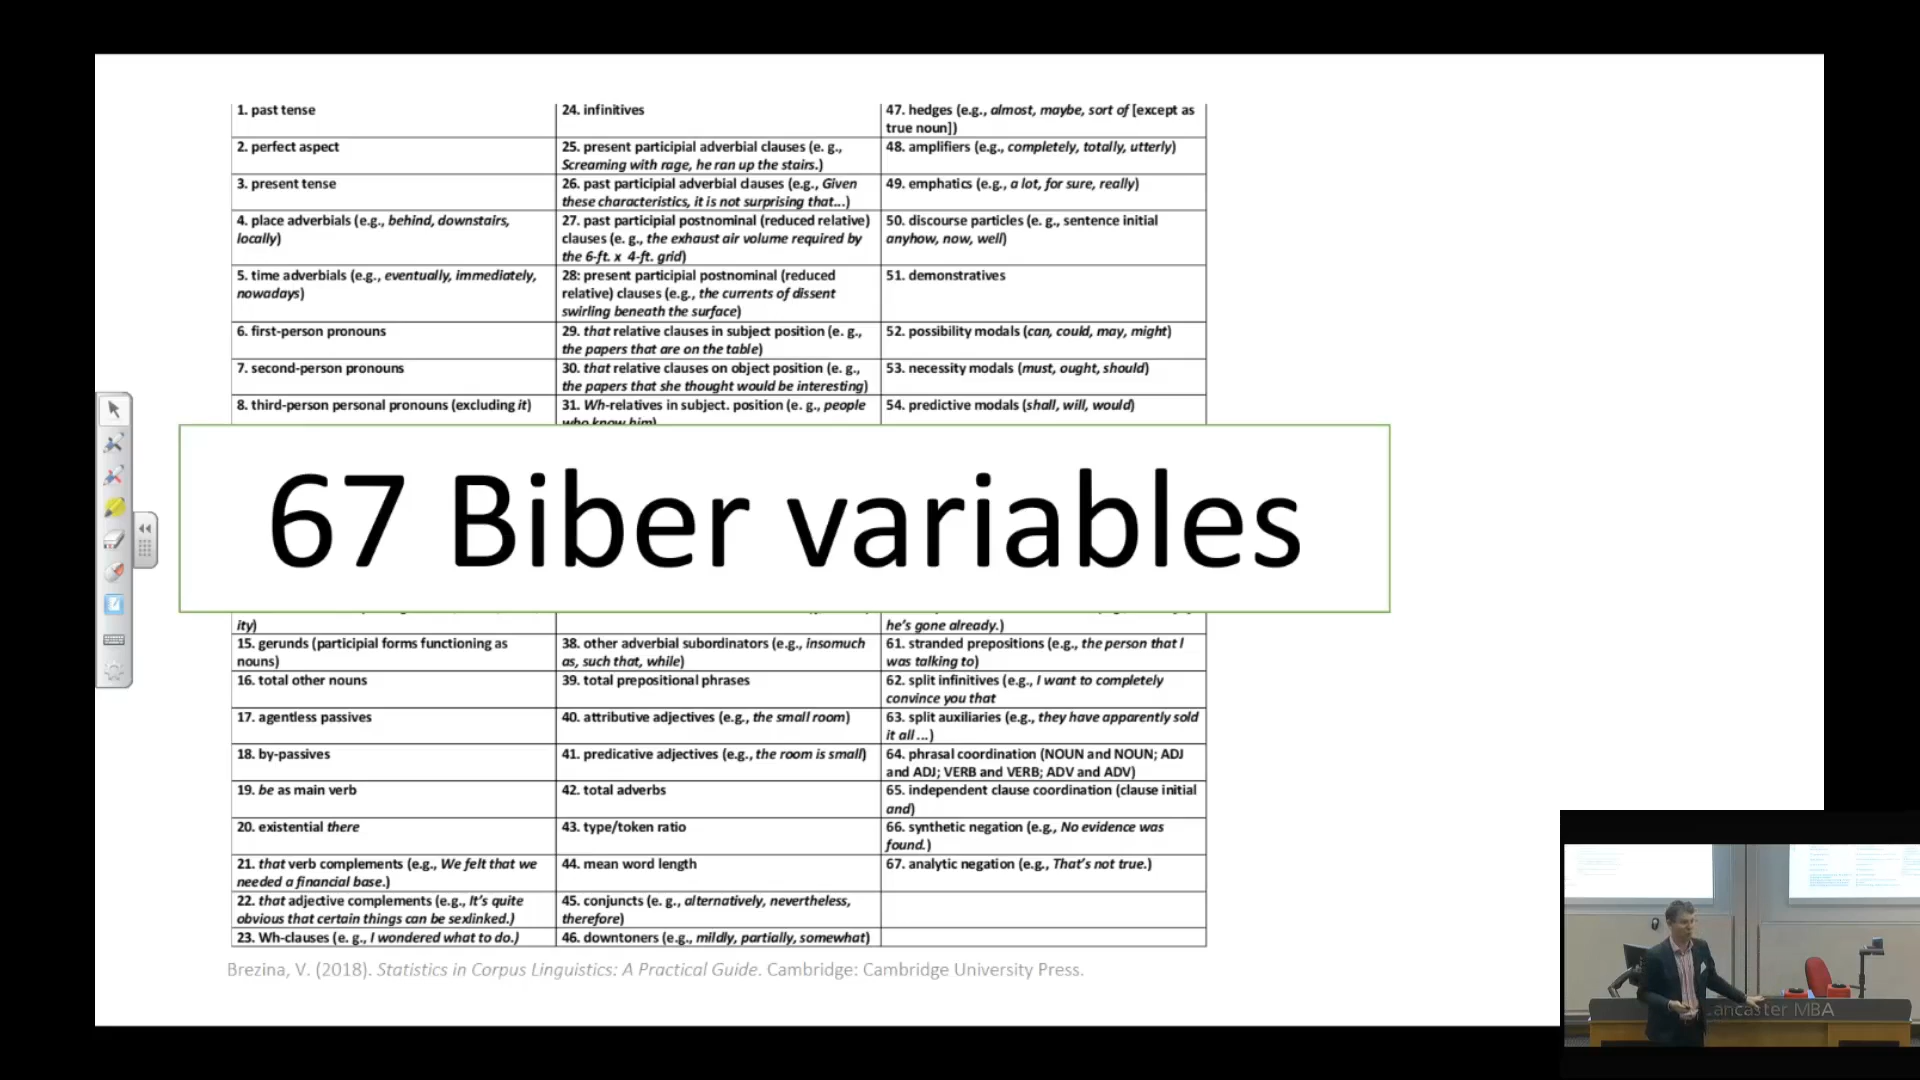 1. past tense
2. perfect aspect
3. present tense
4. place adverbials (e.g., behind, downstairs,
locally)
5. time adverbials (e.g., eventually, immediately,
nowadays)
6. first-person pronouns
7. second-person pronouns
8. third-person personal pronouns (excluding it)
24. infinitives
25. present participial adverbial clauses (e. g.,
Screaming with rage, he ran up the stairs.)
26. past participial adverbial clauses (e.g., Given
these characteristics, it is not surprising that...)
27. past participial postnominal (reduced relative)
clauses (e. g., the exhaust air volume required by
the 6-ft. x 4-ft. grid)
28: present participial postnominal (reduced
relative) clauses (e.g., the currents of dissent
swirling beneath the surface)
29. that relative clauses in subject position (e. g.,
the papers that are on the table)
30. that relative clauses on object position (e. g.,
the papers that she thought would be interesting)
31. Wh-relatives in subject. position (e. g., people
who know him)
47. hedges (e.g., almost, maybe, sort of [except as
true noun])
48. amplifiers (e.g., completely, totally, utterly)
49. emphatics (e.g., a lot, for sure, really)
50. discourse particles (e. g., sentence initial
anyhow, now, well)
51. demonstratives
52. possibility modals (can, could, may, might)
53. necessity modals (must, ought, should)
54. predictive modals (shall, will, would)
67 Biber variables
ity)
15. gerunds (participial forms functioning as
nouns)
16. total other nouns
17. agentless passives
18. by-passives
19. be as main verb
20. existential there
21. that verb complements (e.g., We felt that we
needed a financial base.)
22. that adjective complements (e.g., It's quite
obvious that certain things can be sexlinked.)
23. Wh-clauses (e. g., I wondered what to do.)
38. other adverbial subordinators (e.g., insomuch
as, such that, while)
39. total prepositional phrases
40. attributive adjectives (e.g., the small room)
41. predicative adjectives (e.g., the room is small)
42. total adverbs
43. type/token ratio
44. mean word length
45. conjuncts (e. g., alternatively, nevertheless,
therefore)
46. downtoners (e.g., mildly, partially, somewhat)
he's gone already.)
61. stranded prepositions (e.g., the person that I
was talking to)
62. split infinitives (e.g., I want to completely
convince you that
63. split auxiliaries (e.g., they have apparently sold
it all ...)
64. phrasal coordination (NOUN and NOUN; ADJ
and ADJ; VERB and VERB; ADV and ADV)
65. independent clause coordination (clause initial
and)
66. synthetic negation (e.g., No evidence was
found.)
67. analytic negation (e.g., That's not true.)
Brezina, V. (2018). Statistics in Corpus Linguistics: A Practical Guide. Cambridge: Cambridge University Press.
ancaster MBA